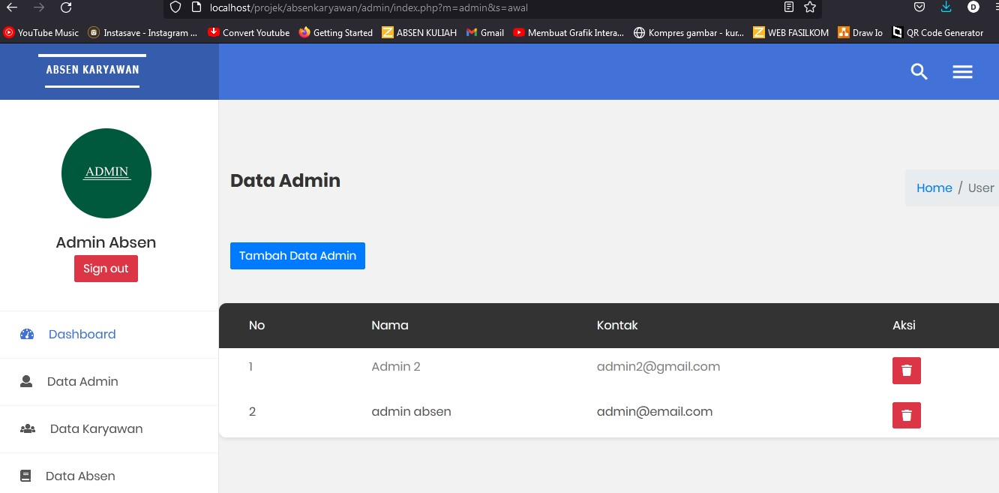 localhost/projek/absenkaryawan/admin/index.php?m=admin&s=awal
D
YouTube Music Instasave - Instagram ... Convert Youtube Getting Started ABSEN KULIAH Gmail Membuat Grafik Intera... Kompres gambar - kur... WEB FASILKOM Draw Io QR Code Generator
ABSEN KARYAWAN
ADMIN
Admin Absen
Sign out
Dashboard
Data Admin
Data Karyawan
Data Absen
Data Admin
Home / User
Tambah Data Admin
No Nama Kontak Aksi
1 Admin 2 admin2@gmail.com
2 admin absen admin@email.com